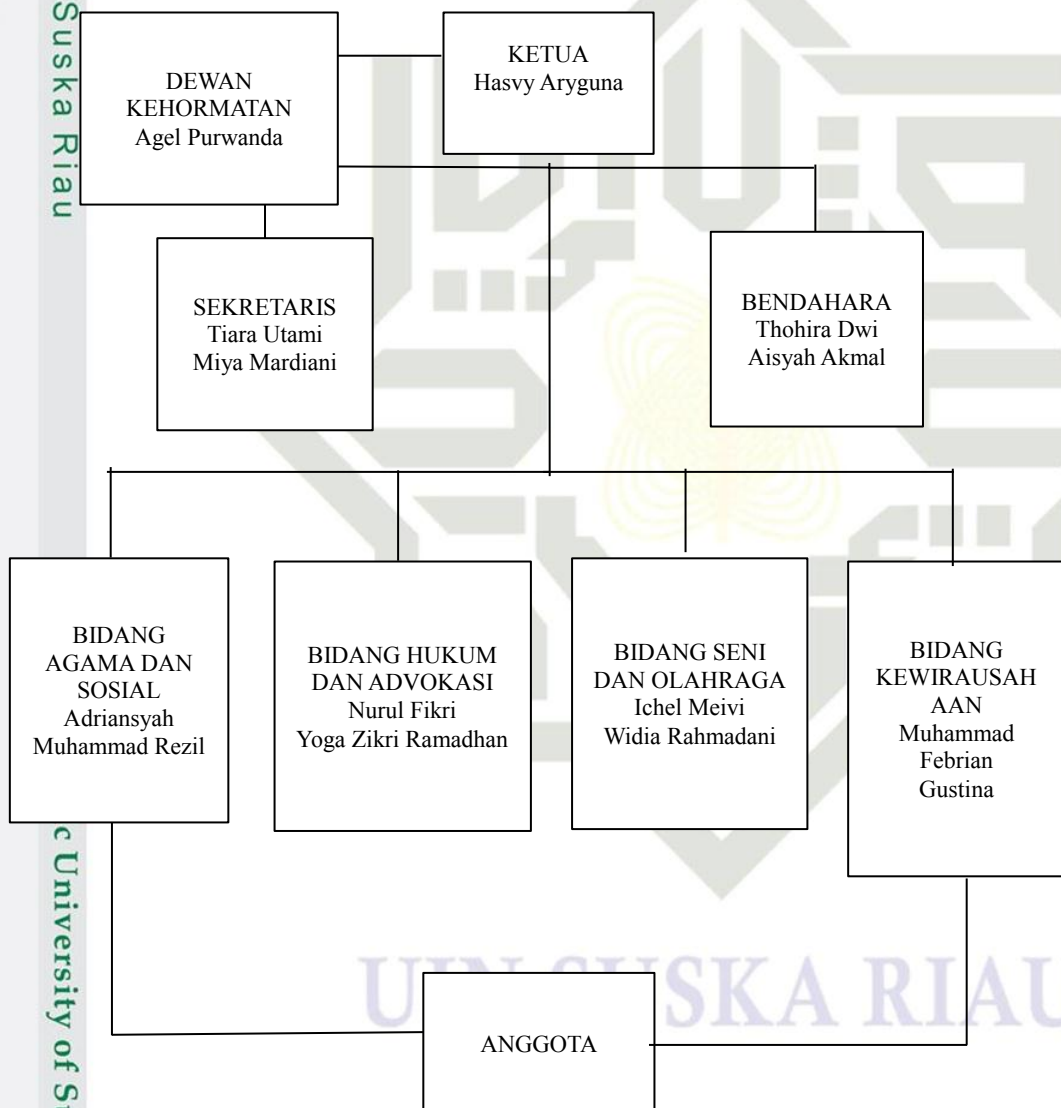 Suska Riau
DEWAN
KEHORMATAN
Agel Purwanda
KETUA
Hasvy Aryguna
SEKRETARIS
Tiara Utami
Miya Mardiani
BENDAHARA
Thohira Dwi
Aisyah Akmal
BIDANG
AGAMA DAN
SOSIAL
Adriansyah
Muhammad Rezil
BIDANG HUKUM
DAN ADVOKASI
Nurul Fikri
Yoga Zikri Ramadhan
BIDANG SENI
DAN OLAHRAGA
Ichel Meivi
Widia Rahmadani
BIDANG
KEWIRAUSAH
AAN
Muhammad
Febrian
Gustina
c University of
ANGGOTA
SKA RIAU